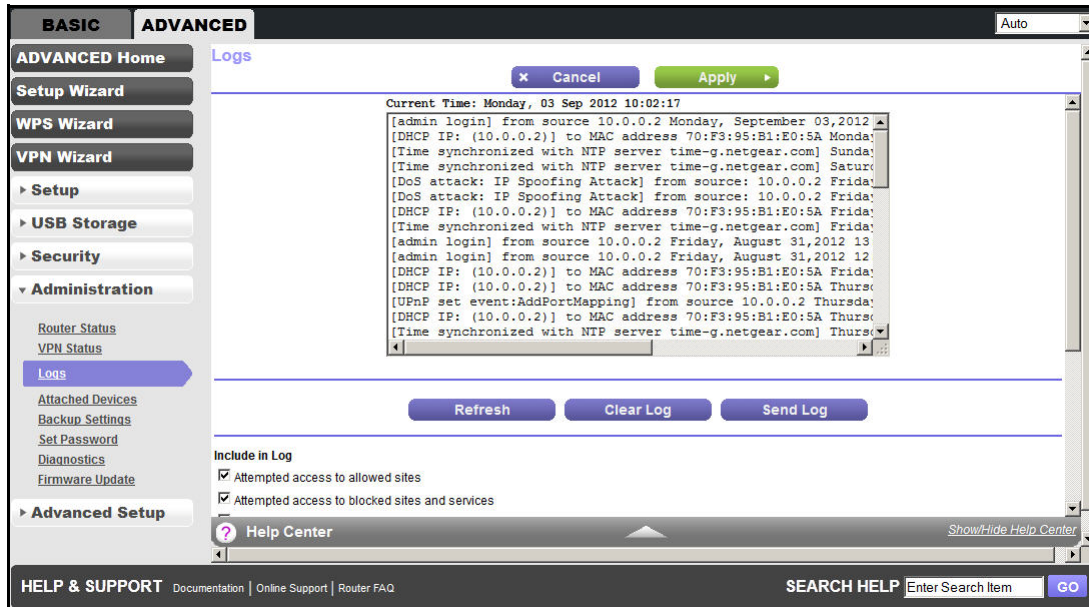 BASIC ADVANCED Auto
ADVANCED Home
Setup Wizard
WPS Wizard
VPN Wizard
Setup
USB Storage
Security
Administration
Router Status
VPN Status
Logs
Attached Devices
Backup Settings
Set Password
Diagnostics
Firmware Update
Advanced Setup
Logs
Cancel Apply
Current Time: Monday, 03 Sep 2012 10:02:17
[admin login] from source 10.0.0.2 Monday, September 03,2012
[DHCP IP: (10.0.0.2)] to MAC address 70:F3:95:B1:E0:5A Monday
[Time synchronized with NTP server time-g.netgear.com] Sunday
[Time synchronized with NTP server time-g.netgear.com] Satur
[DoS attack: IP Spoofing Attack] from source: 10.0.0.2 Friday
[DoS attack: IP Spoofing Attack] from source: 10.0.0.2 Friday
[DHCP IP: (10.0.0.2)] to MAC address 70:F3:95:B1:E0:5A Friday
[Time synchronized with NTP server time-g.netgear.com] Friday
[admin login] from source 10.0.0.2 Friday, August 31,2012 13
[admin login] from source 10.0.0.2 Friday, August 31,2012 12
[DHCP IP: (10.0.0.2)] to MAC address 70:F3:95:B1:E0:5A Friday
[DHCP IP: (10.0.0.2)] to MAC address 70:F3:95:B1:E0:5A Thurs
[UPnP set event:AddPortMapping] from source 10.0.0.2 Thursda
[DHCP IP: (10.0.0.2)] to MAC address 70:F3:95:B1:E0:5A Thurs
[Time synchronized with NTP server time-g.netgear.com] Thurs
Refresh Clear Log Send Log
Include in Log
Attempted access to allowed sites
Attempted access to blocked sites and services
? Help Center Show/Hide Help Center
HELP & SUPPORT Documentation | Online Support | Router FAQ SEARCH HELP Enter Search Item GO